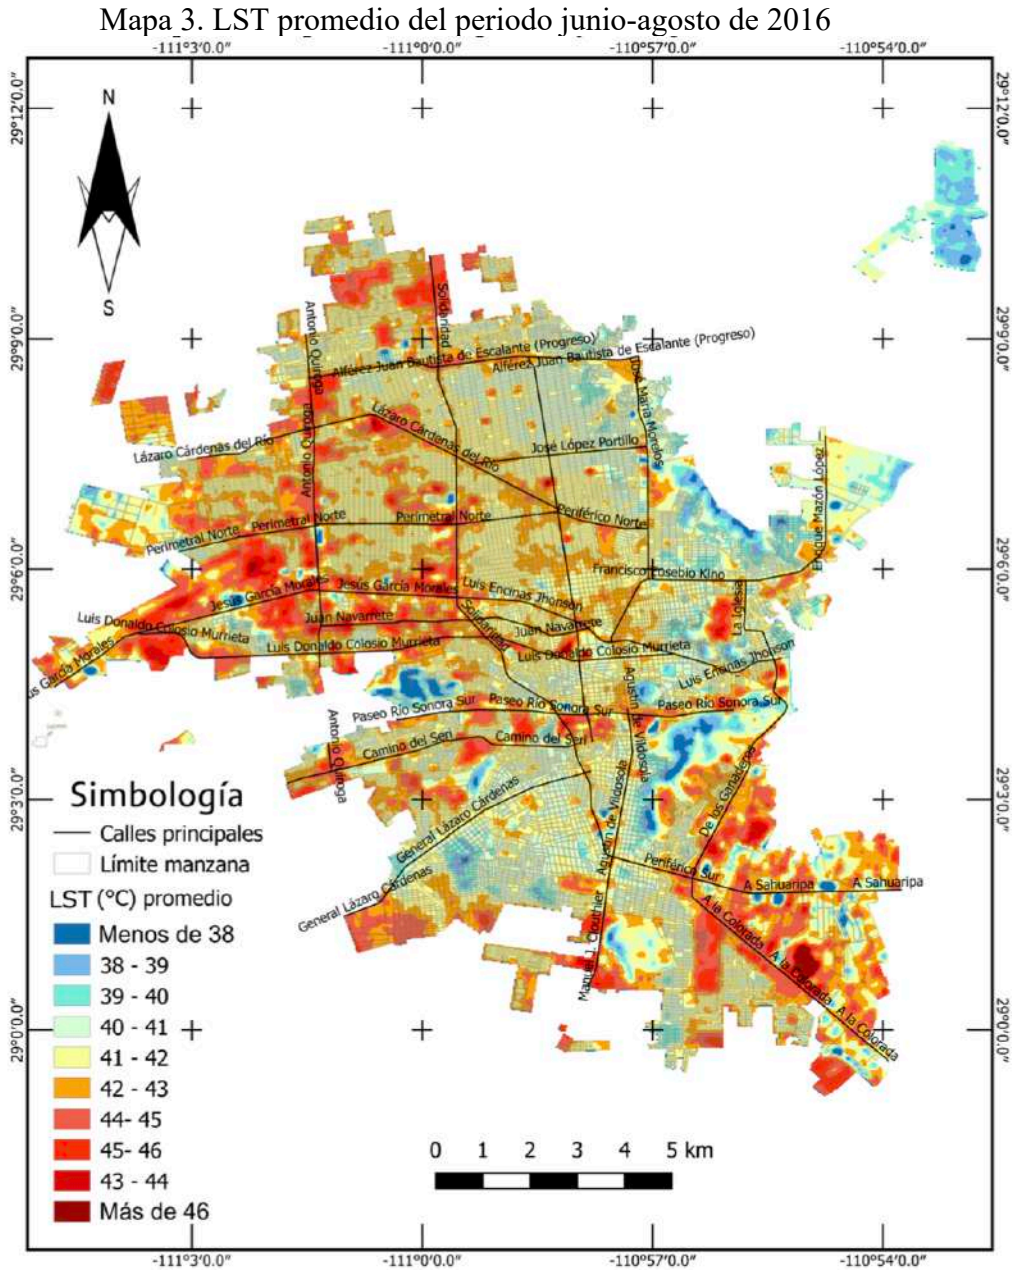 Mapa 3. LST promedio del periodo junio-agosto de 2016
-111°3'0.0" -111°0'0.0" -110°57'0.0" -110°54'0.0"
29°12'0.0" 29°12'0.0"
N
S
Solidaridad
Antonio Quiroga
29°9'0.0" 29°9'0.0"
Alférez Juan Bautista de Escalante (Progreso)
Alférez Juan Bautista de Escalante (Progreso)
José María Morelos
Lázaro Cárdenas del Río
Lázaro Cárdenas del Río
Antonio Quiroga
José López Portillo
Enrique Mazón López
Perimetral Norte
Perimetral Norte
Perimetral Norte
Periférico Norte
29°6'0.0" 29°6'0.0"
Francisco Eusebio Kino
Jesús García Morales
Jesús García Morales
Luis Encinas Jhonson
La Iglesia
Juan Navarrete
Juan Navarrete
Solidaridad
Luis Donaldo Colosio Murrieta
Luis Donaldo Colosio Murrieta
Luis Donaldo Colosio Murrieta
us García Morales
Luis Encinas Jhonson
Agustín de Vildósola
Paseo Río Sonora Sur
Paseo Río Sonora Sur
Paseo Río Sonora Sur
Antonio Quiroga
Camino del Seri
Camino del Seri
29°3'0.0" 29°3'0.0"
De los Ganaderos
General Lázaro Cárdenas
Agustín de Vildósola
General Lázaro Cárdenas
Periférico Sur
A Sahuaripa
A Sahuaripa
Manuel J. Clouthier
A la Colorada
A la Colorada
A la Colorada
29°0'0.0" 29°0'0.0"
Simbología
Calles principales
Límite manzana
LST (°C) promedio
Menos de 38
38 - 39
39 - 40
40 - 41
41 - 42
42 - 43
44- 45
45- 46
43 - 44
Más de 46
0 1 2 3 4 5 km
-111°3'0.0" -111°0'0.0" -110°57'0.0" -110°54'0.0"